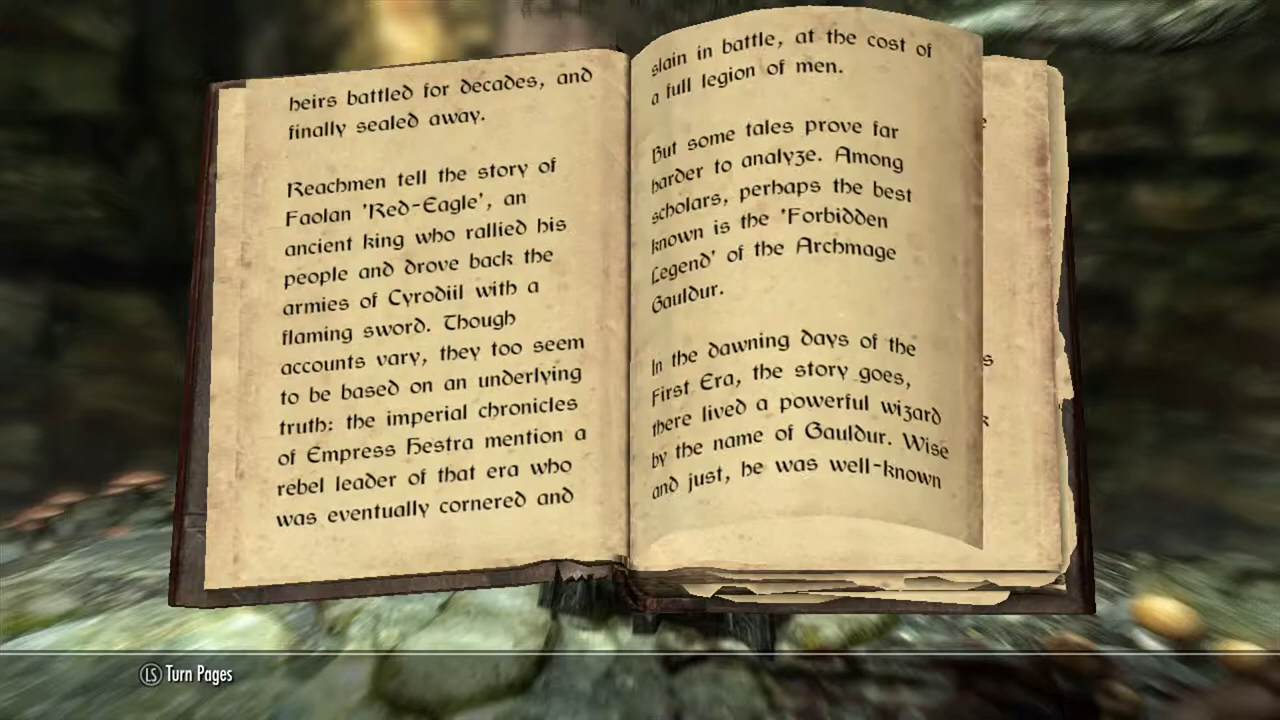 heirs battled for decades, and
finally sealed away.
Reachmen tell the story of
Faolan 'Red-Eagle', an
ancient king who rallied his
people and drove back the
armies of Cyrodiil with a
flaming sword. Though
accounts vary, they too seem
to be based on an underlying
truth: the imperial chronicles
of Empress Hestra mention a
rebel leader of that era who
was eventually cornered and
slain in battle, at the cost of
a full legion of men.
But some tales prove far
harder to analyze. Among
scholars, perhaps the best
known is the 'Forbidden
Legend' of the Archmage
Gauldur.
In the dawning days of the
First Era, the story goes,
there lived a powerful wizard
by the name of Gauldur. Wise
and just, he was well-known
LS Turn Pages